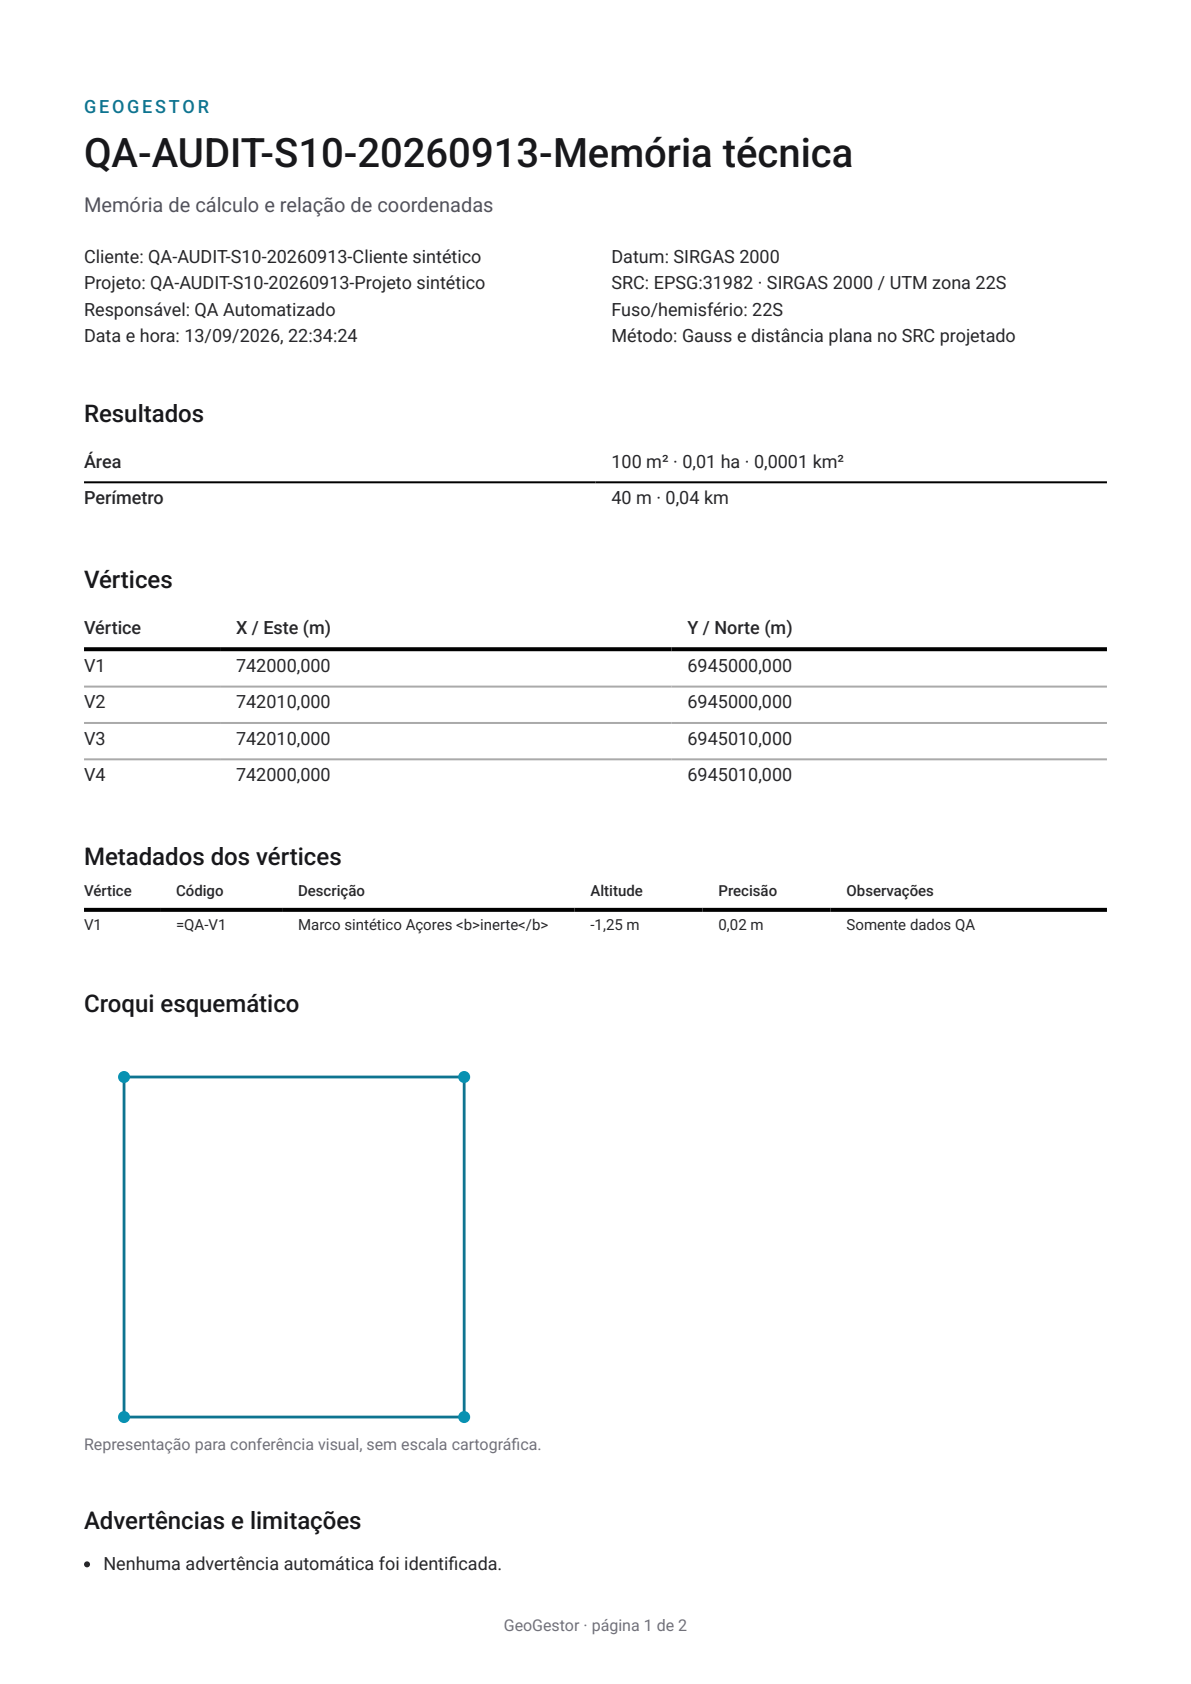 GEOGESTOR
QA-AUDIT-S10-20260913-Memória técnica
Memória de cálculo e relação de coordenadas
Cliente: QA-AUDIT-S10-20260913-Cliente sintético
Projeto: QA-AUDIT-S10-20260913-Projeto sintético
Responsável: QA Automatizado
Data e hora: 13/09/2026, 22:34:24
Datum: SIRGAS 2000
SRC: EPSG:31982 · SIRGAS 2000 / UTM zona 22S
Fuso/hemisfério: 22S
Método: Gauss e distância plana no SRC projetado
Resultados
Área 100 m² · 0,01 ha · 0,0001 km²
Perímetro 40 m · 0,04 km
Vértices
Vértice X / Este (m) Y / Norte (m)
V1 742000,000 6945000,000
V2 742010,000 6945000,000
V3 742010,000 6945010,000
V4 742000,000 6945010,000
Metadados dos vértices
Vértice Código Descrição Altitude Precisão Observações
V1 =QA-V1 Marco sintético Açores <b>inerte</b> -1,25 m 0,02 m Somente dados QA
Croqui esquemático
Representação para conferência visual, sem escala cartográfica.
Advertências e limitações
• Nenhuma advertência automática foi identificada.
GeoGestor · página 1 de 2